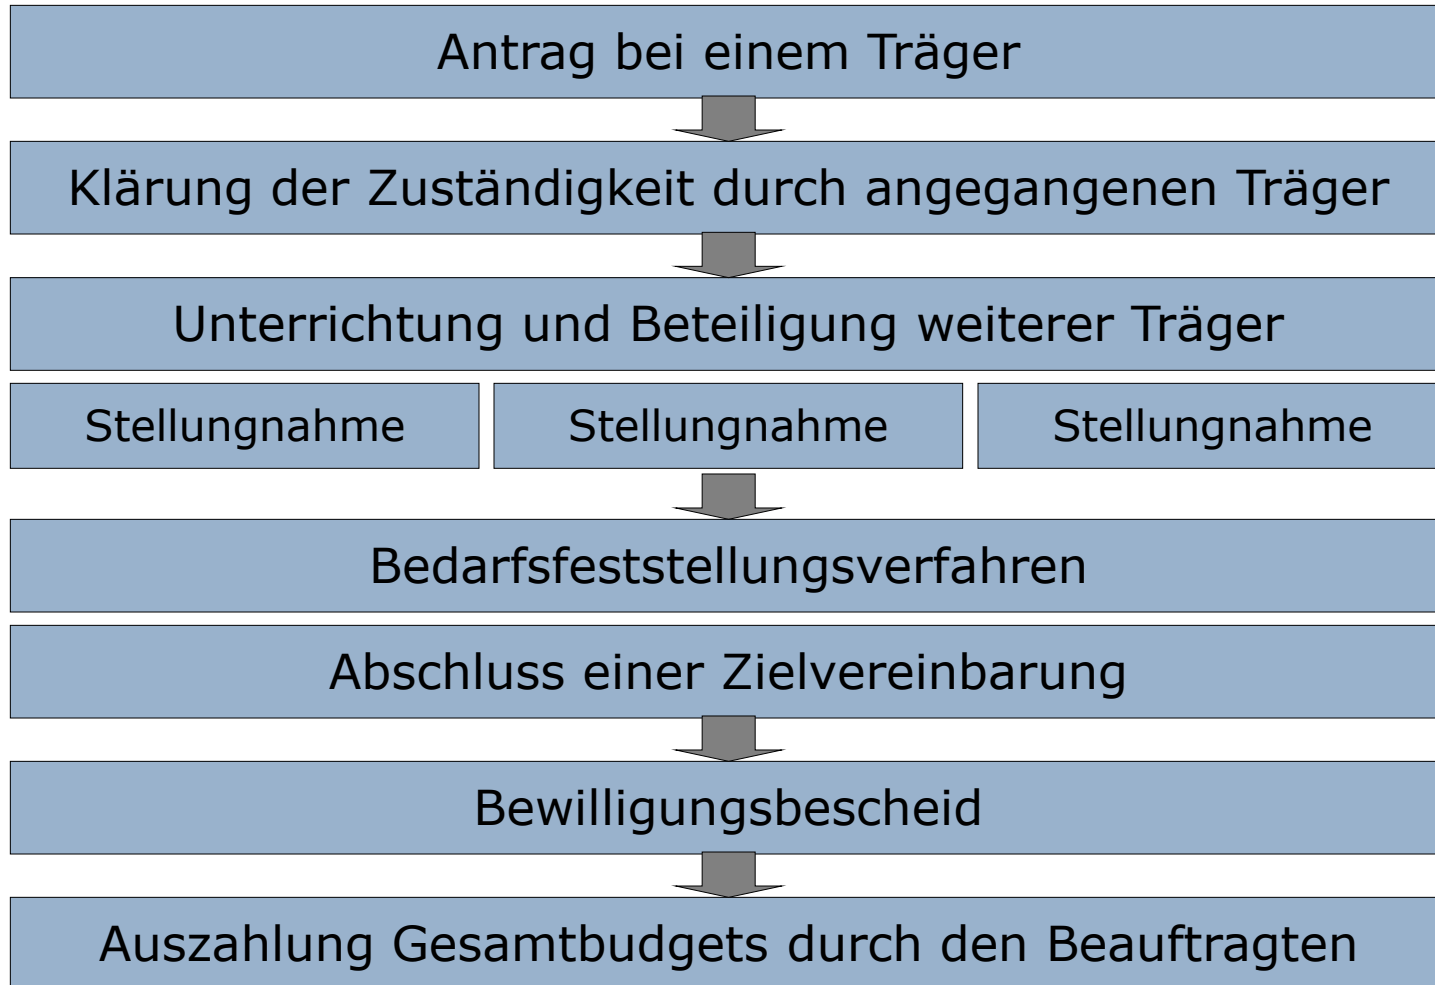 Antrag bei einem Träger
Klärung der Zuständigkeit durch angegangenen Träger
Unterrichtung und Beteiligung weiterer Träger
Stellungnahme Stellungnahme Stellungnahme
Bedarfsfeststellungsverfahren
Abschluss einer Zielvereinbarung
Bewilligungsbescheid
Auszahlung Gesamtbudgets durch den Beauftragten